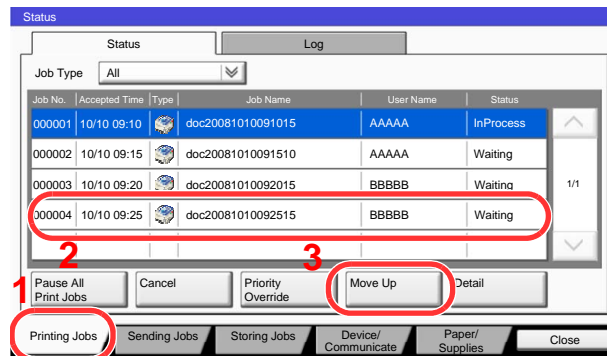 Status
Status Log
Job Type All
Job No. Accepted Time Type Job Name User Name Status
000001 10/10 09:10 doc20081010091015 AAAAA InProcess
000002 10/10 09:15 doc20081010091510 AAAAA Waiting
000003 10/10 09:20 doc20081010092015 BBBBB Waiting 1/1
000004 10/10 09:25 doc20081010092515 BBBBB Waiting
2 3
1 Pause All Cancel Priority Move Up Detail
Print Jobs Override
Printing Jobs Sending Jobs Storing Jobs Device/ Paper/ Close
Communicate Supplies